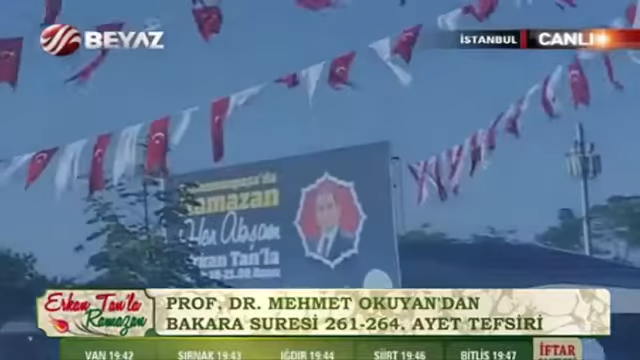 BEYAZ
İSTANBUL
CANLI
Ramazan
Her Akşam
Erkan Tan'la
Erkan Tan'la
Ramazan
PROF. DR. MEHMET OKUYAN'DAN
BAKARA SURESİ 261-264. AYET TEFSİRİ
VAN 19:42 ŞIRNAK 19:43 IĞDIR 19:44 SİİRT 19:46 BİTLİS 19:47
İFTAR